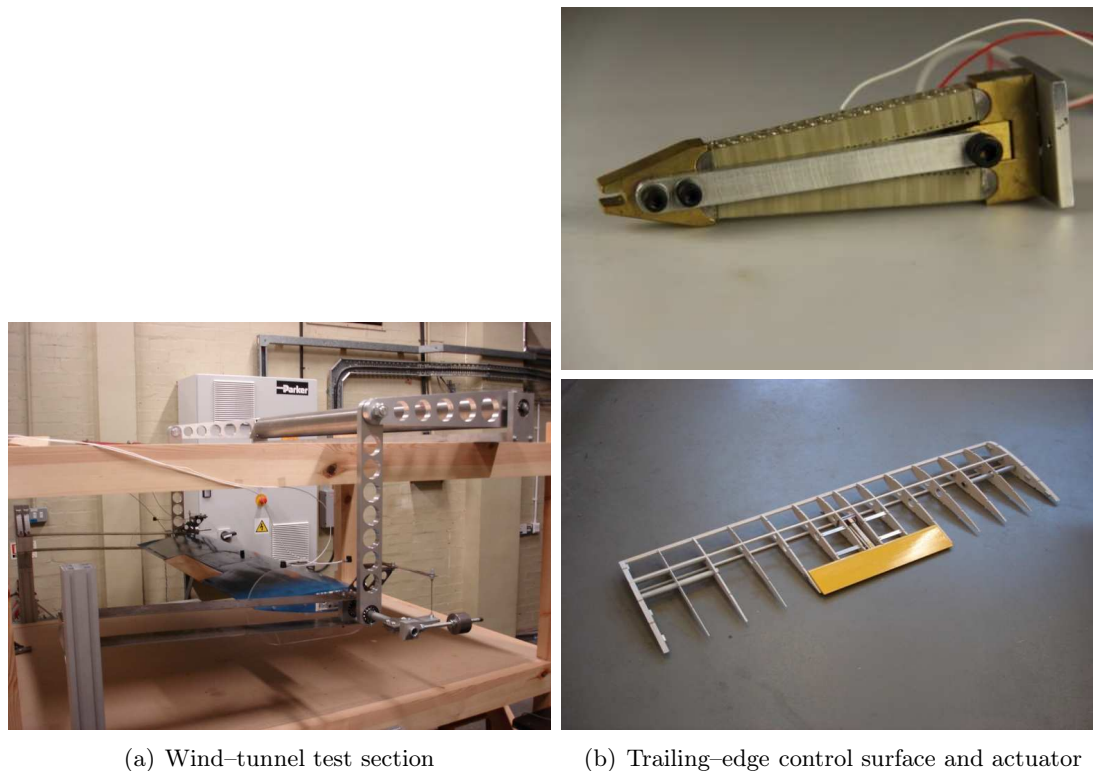 Parker
(a) Wind–tunnel test section
(b) Trailing–edge control surface and actuator